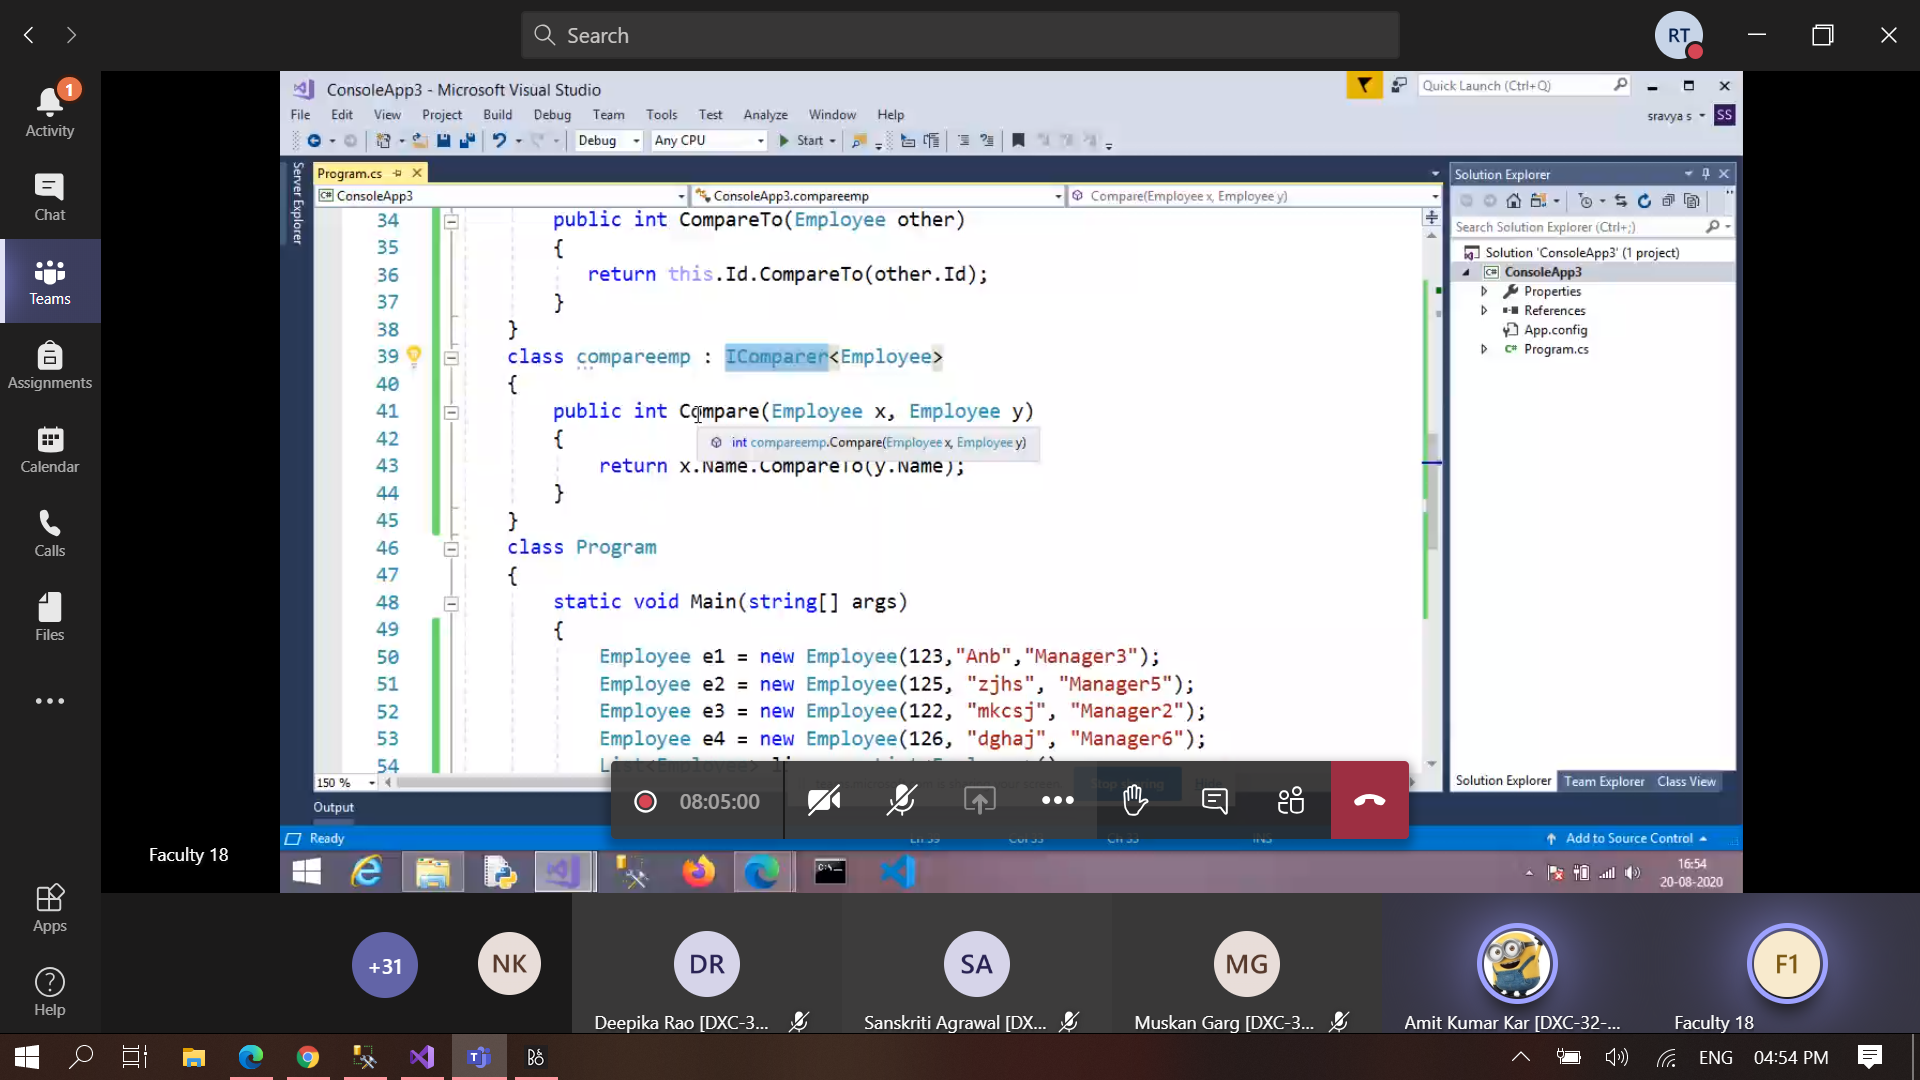 Search
RT
1
Activity
Chat
Teams
Assignments
Calendar
Calls
Files
Apps
Help
ConsoleApp3 - Microsoft Visual Studio
Quick Launch (Ctrl+Q)
File Edit View Project Build Debug Team Tools Test Analyze Window Help
sravya s
SS
Debug Any CPU Start
Server Explorer
Program.cs
ConsoleApp3
ConsoleApp3.compareemp
Compare(Employee x, Employee y)
34 public int CompareTo(Employee other)
35 {
36 return this.Id.CompareTo(other.Id);
37 }
38 }
39 class compareemp : IComparer<Employee>
40 {
41 public int Compare(Employee x, Employee y)
42 {
int compareemp.Compare(Employee x, Employee y)
43 return x.Name.CompareTo(y.Name);
44 }
45 }
46 class Program
47 {
48 static void Main(string[] args)
49 {
50 Employee e1 = new Employee(123,"Anb","Manager3");
51 Employee e2 = new Employee(125, "zjhs", "Manager5");
52 Employee e3 = new Employee(122, "mkcsj", "Manager2");
53 Employee e4 = new Employee(126, "dghaj", "Manager6");
54 List<Employee> li
150 %
Output
Ready
Solution Explorer
Search Solution Explorer (Ctrl+;)
Solution 'ConsoleApp3' (1 project)
ConsoleApp3
Properties
References
App.config
Program.cs
Solution Explorer Team Explorer Class View
Add to Source Control
Stop sharing
Hide
08:05:00
16:54
20-08-2020
Faculty 18
+31
NK
DR
Deepika Rao [DXC-3...
SA
Sanskriti Agrawal [DX...
MG
Muskan Garg [DXC-3...
Amit Kumar Kar [DXC-32-...
F1
Faculty 18
ENG
04:54 PM